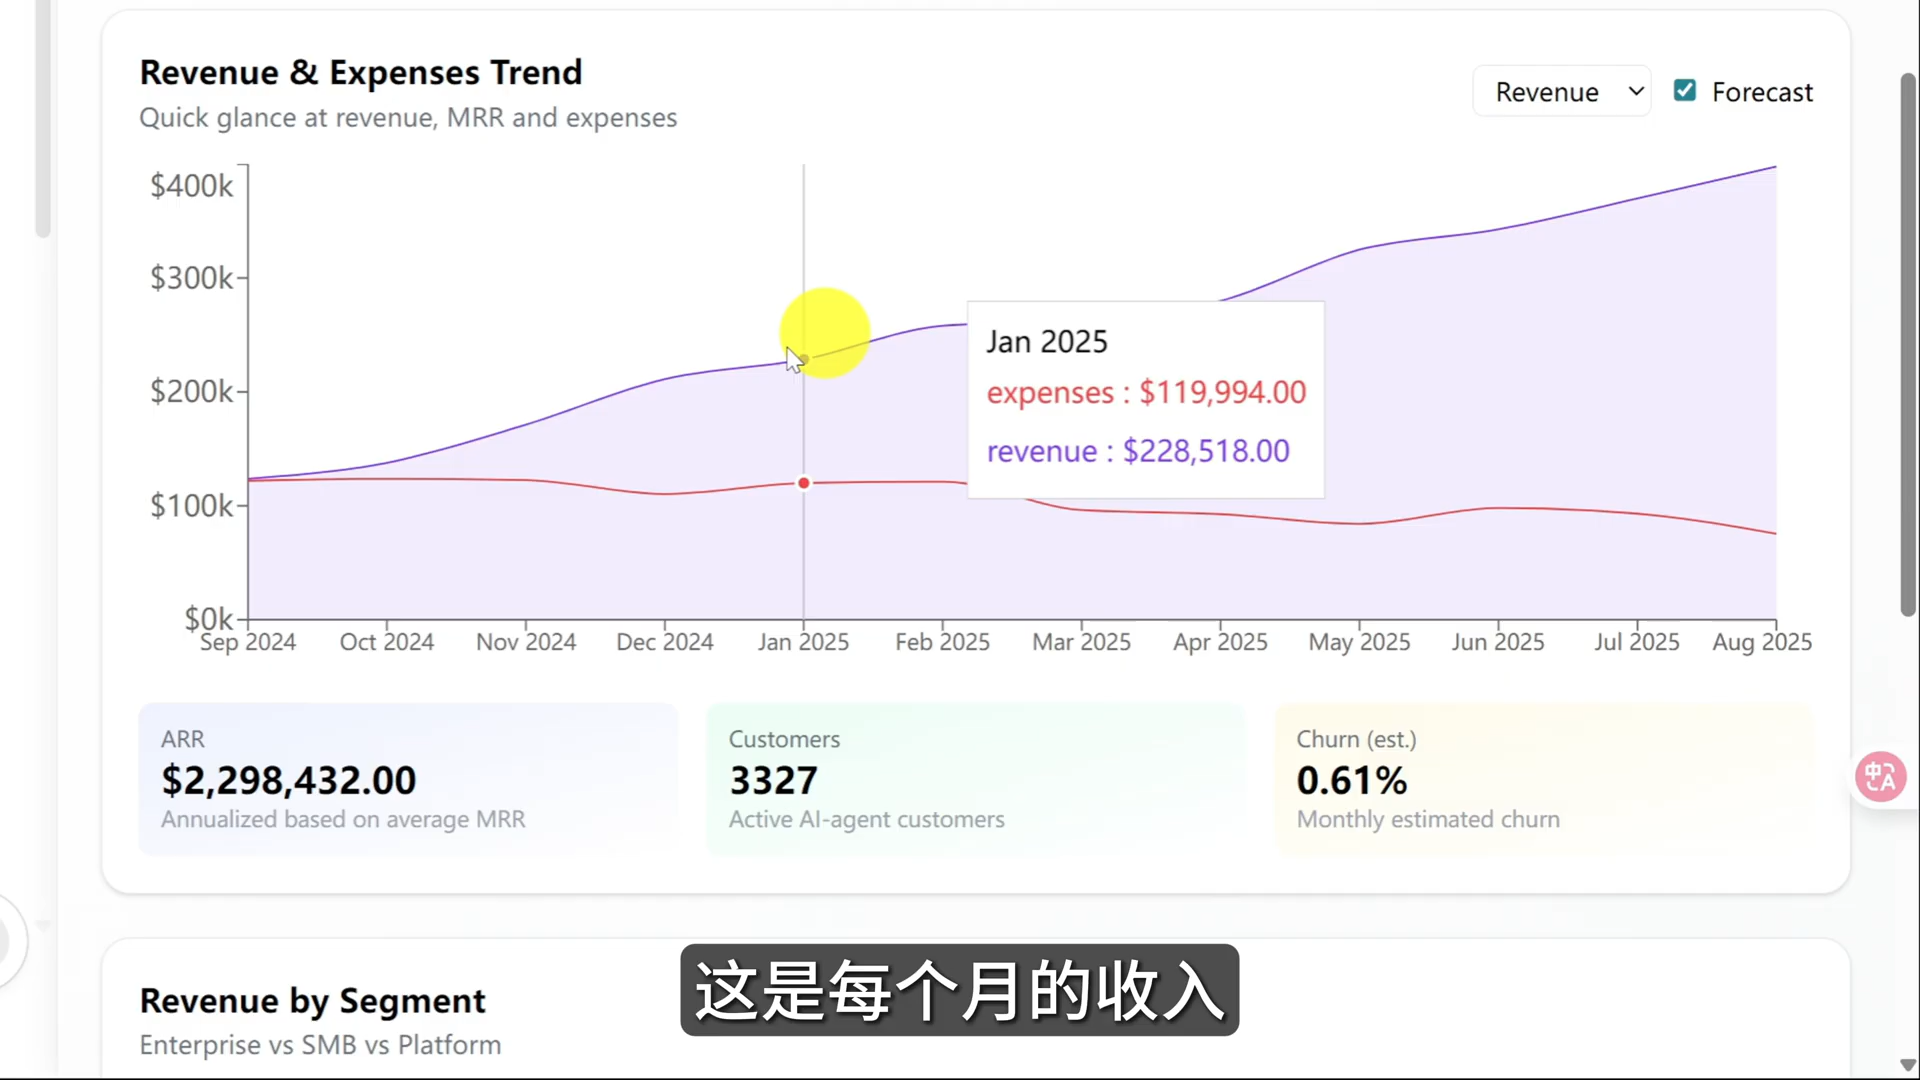 Revenue & Expenses Trend
Quick glance at revenue, MRR and expenses
Revenue
Forecast
$400k
$300k
$200k
$100k
$0k
Jan 2025
expenses : $119,994.00
revenue : $228,518.00
Sep 2024 Oct 2024 Nov 2024 Dec 2024 Jan 2025 Feb 2025 Mar 2025 Apr 2025 May 2025 Jun 2025 Jul 2025 Aug 2025
ARR
$2,298,432.00
Annualized based on average MRR
Customers
3327
Active AI-agent customers
Churn (est.)
0.61%
Monthly estimated churn
中A
Revenue by Segment
Enterprise vs SMB vs Platform
这是每个月的收入